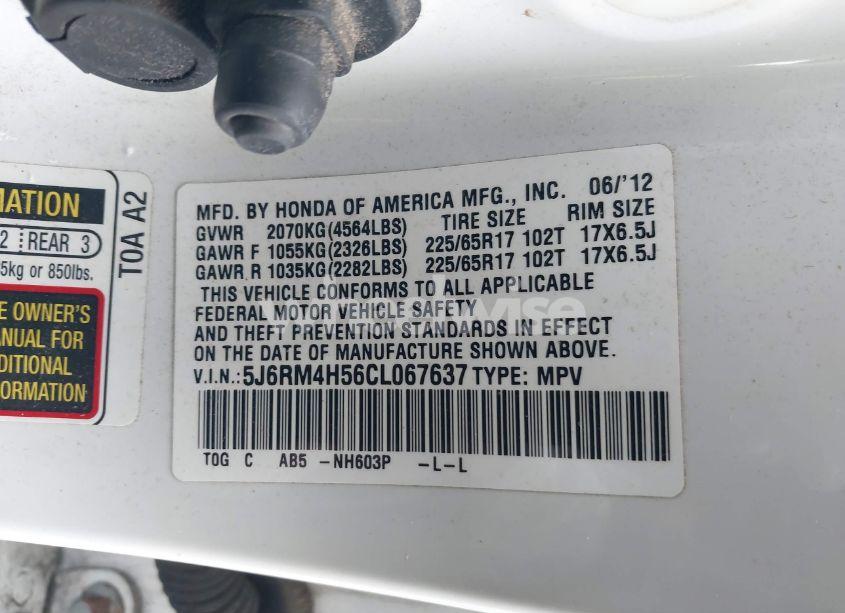 MATION
2 REAR 3
5kg or 850lbs.
E OWNER'S
ANUAL FOR
DITIONAL
FORMATION
T0A A2
MFD. BY HONDA OF AMERICA MFG., INC. 06/'12
GVWR 2070KG(4564LBS) TIRE SIZE RIM SIZE
GAWR F 1055KG(2326LBS) 225/65R17 102T 17X6.5J
GAWR R 1035KG(2282LBS) 225/65R17 102T 17X6.5J
THIS VEHICLE CONFORMS TO ALL APPLICABLE
FEDERAL MOTOR VEHICLE SAFETY
AND THEFT PREVENTION STANDARDS IN EFFECT
ON THE DATE OF MANUFACTURE SHOWN ABOVE.
V.I.N.:5J6RM4H56CL067637 TYPE: MPV
T0G C AB5 -NH603P -L-L